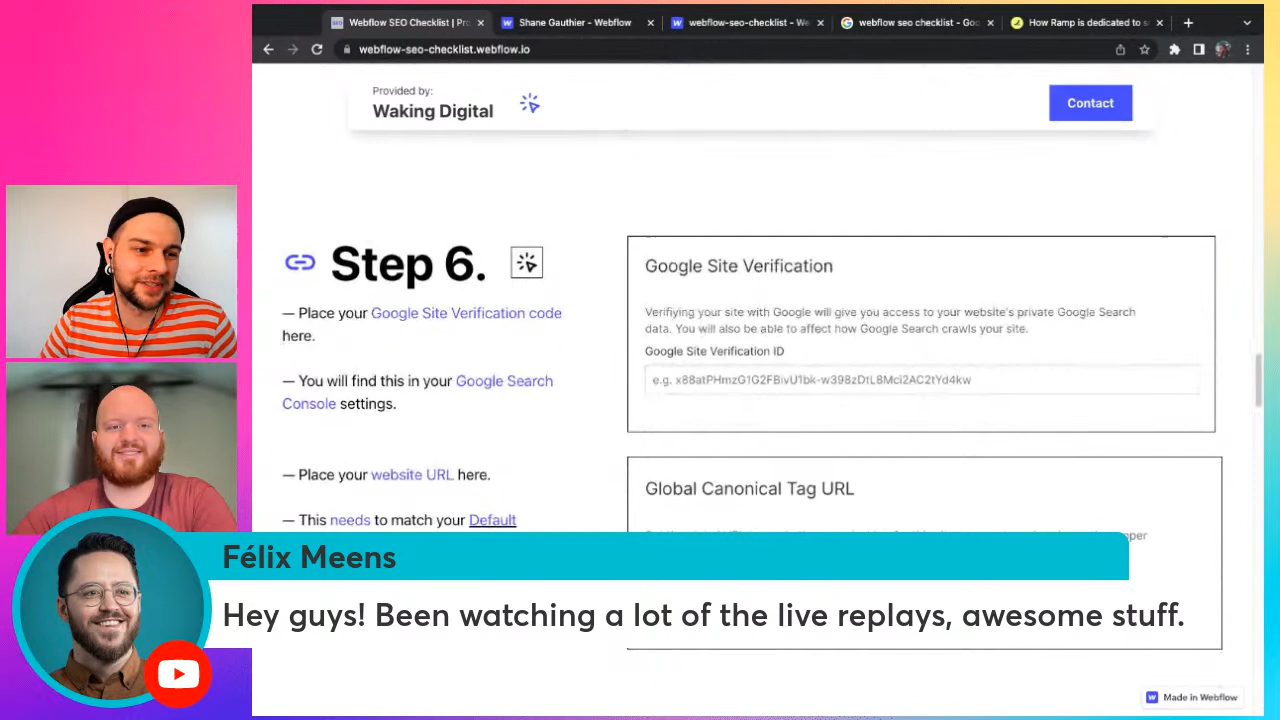 Webflow SEO Checklist | Pro
Shane Gauthier - Webflow
webflow-seo-checklist - We
webflow seo checklist - Goo
How Ramp is dedicated to s
webflow-seo-checklist.webflow.io
Provided by:
Waking Digital
Contact
Step 6.
— Place your Google Site Verification code
here.
— You will find this in your Google Search
Console settings.
— Place your website URL here.
— This needs to match your Default
Google Site Verification
Verifiying your site with Google will give you access to your website's private Google Search
data. You will also be able to affect how Google Search crawls your site.
Google Site Verification ID
e.g. x88atPHmzG1G2FBivU1bk-w398zDtL8Mci2AC2tYd4kw
Global Canonical Tag URL
Félix Meens
Hey guys! Been watching a lot of the live replays, awesome stuff.
Made in Webflow